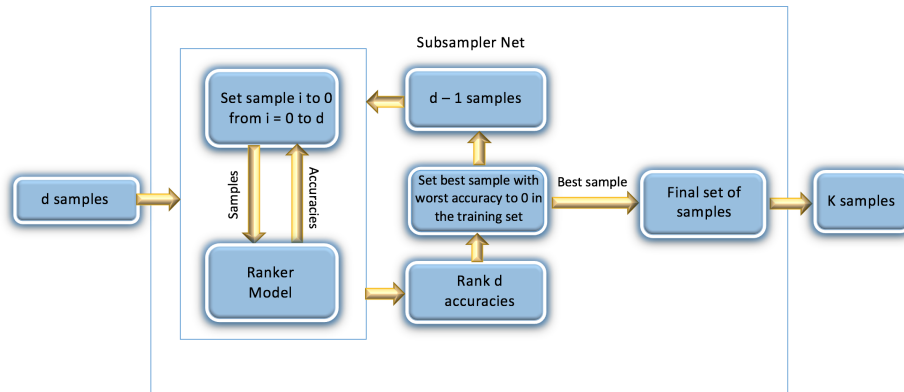 Subsampler Net
d samples
Set sample i to 0
from i = 0 to d
Samples
Accuracies
Ranker
Model
d – 1 samples
Set best sample with
worst accuracy to 0 in
the training set
Rank d
accuracies
Best sample
Final set of
samples
K samples